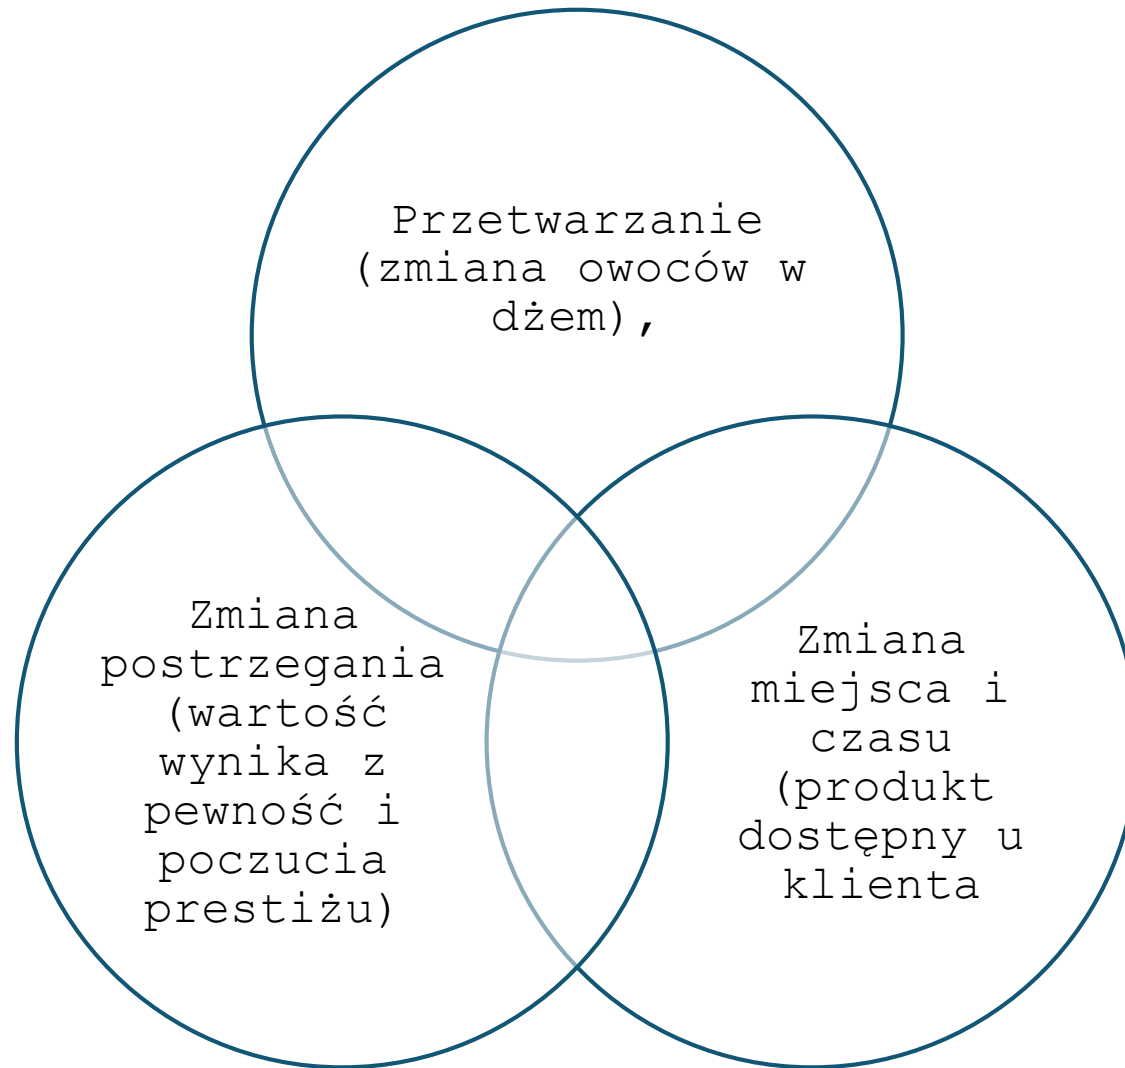 Przetwarzanie
(zmiana owoców w
dżem),
Zmiana
postrzegania
(wartość
wynika z
pewność i
poczucia
prestiżu)
Zmiana
miejsca i
czasu
(produkt
dostępny u
klienta